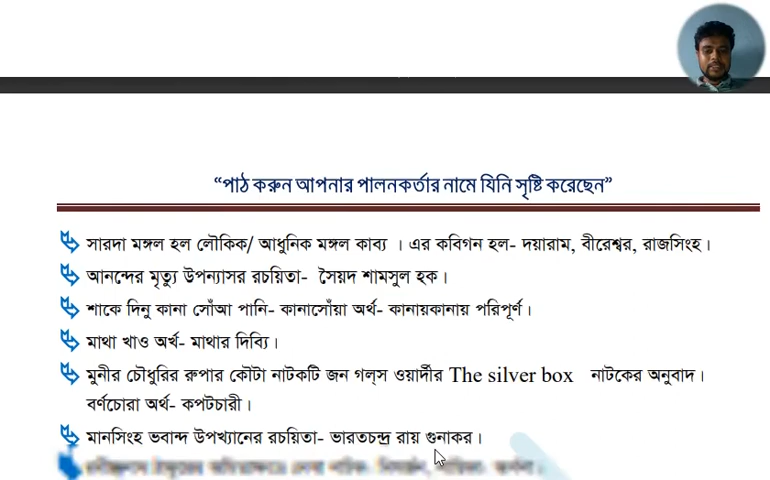 “পাঠ করুন আপনার পালনকর্তার নামে যিনি সৃষ্টি করেছেন”
সারদা মঙ্গল হল লৌকিক/ আধুনিক মঙ্গল কাব্য । এর কবিগন হল- দয়ারাম, বীরেশ্বর, রাজসিংহ।
আনন্দের মৃত্যু উপন্যাসর রচয়িতা- সৈয়দ শামসুল হক।
শাকে দিনু কানা সোঁআ পানি- কানাসোঁয়া অর্থ- কানায়কানায় পরিপূর্ণ।
মাথা খাও অর্খ- মাথার দিব্যি।
মুনীর চৌধুরির রুপার কৌটা নাটকটি জন গল্স ওয়ার্দীর The silver box নাটকের অনুবাদ।
বর্ণচোরা অর্থ- কপটচারী।
মানসিংহ ভবান্দ উপখ্যানের রচয়িতা- ভারতচন্দ্র রায় গুনাকর।